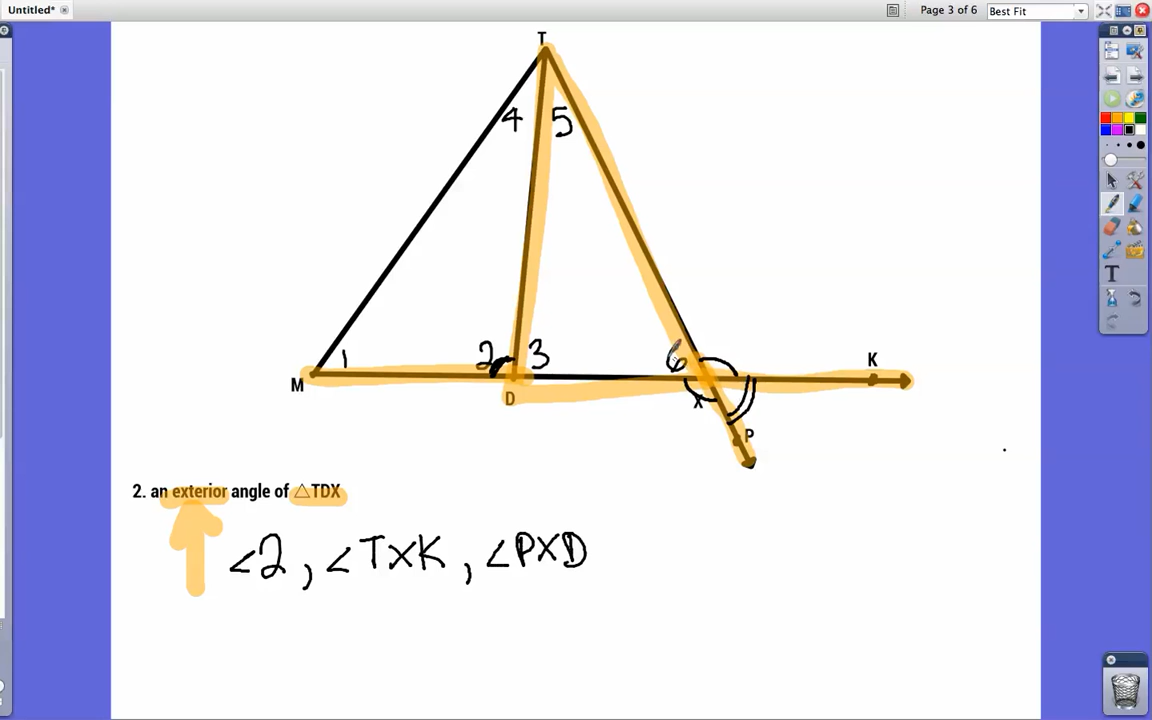 Untitled*
Page 3 of 6
Best Fit
T
4 5
1 2 3 6
K
M
D
X
P
2. an exterior angle of △TDX
∠2, ∠TXK, ∠PXD
T